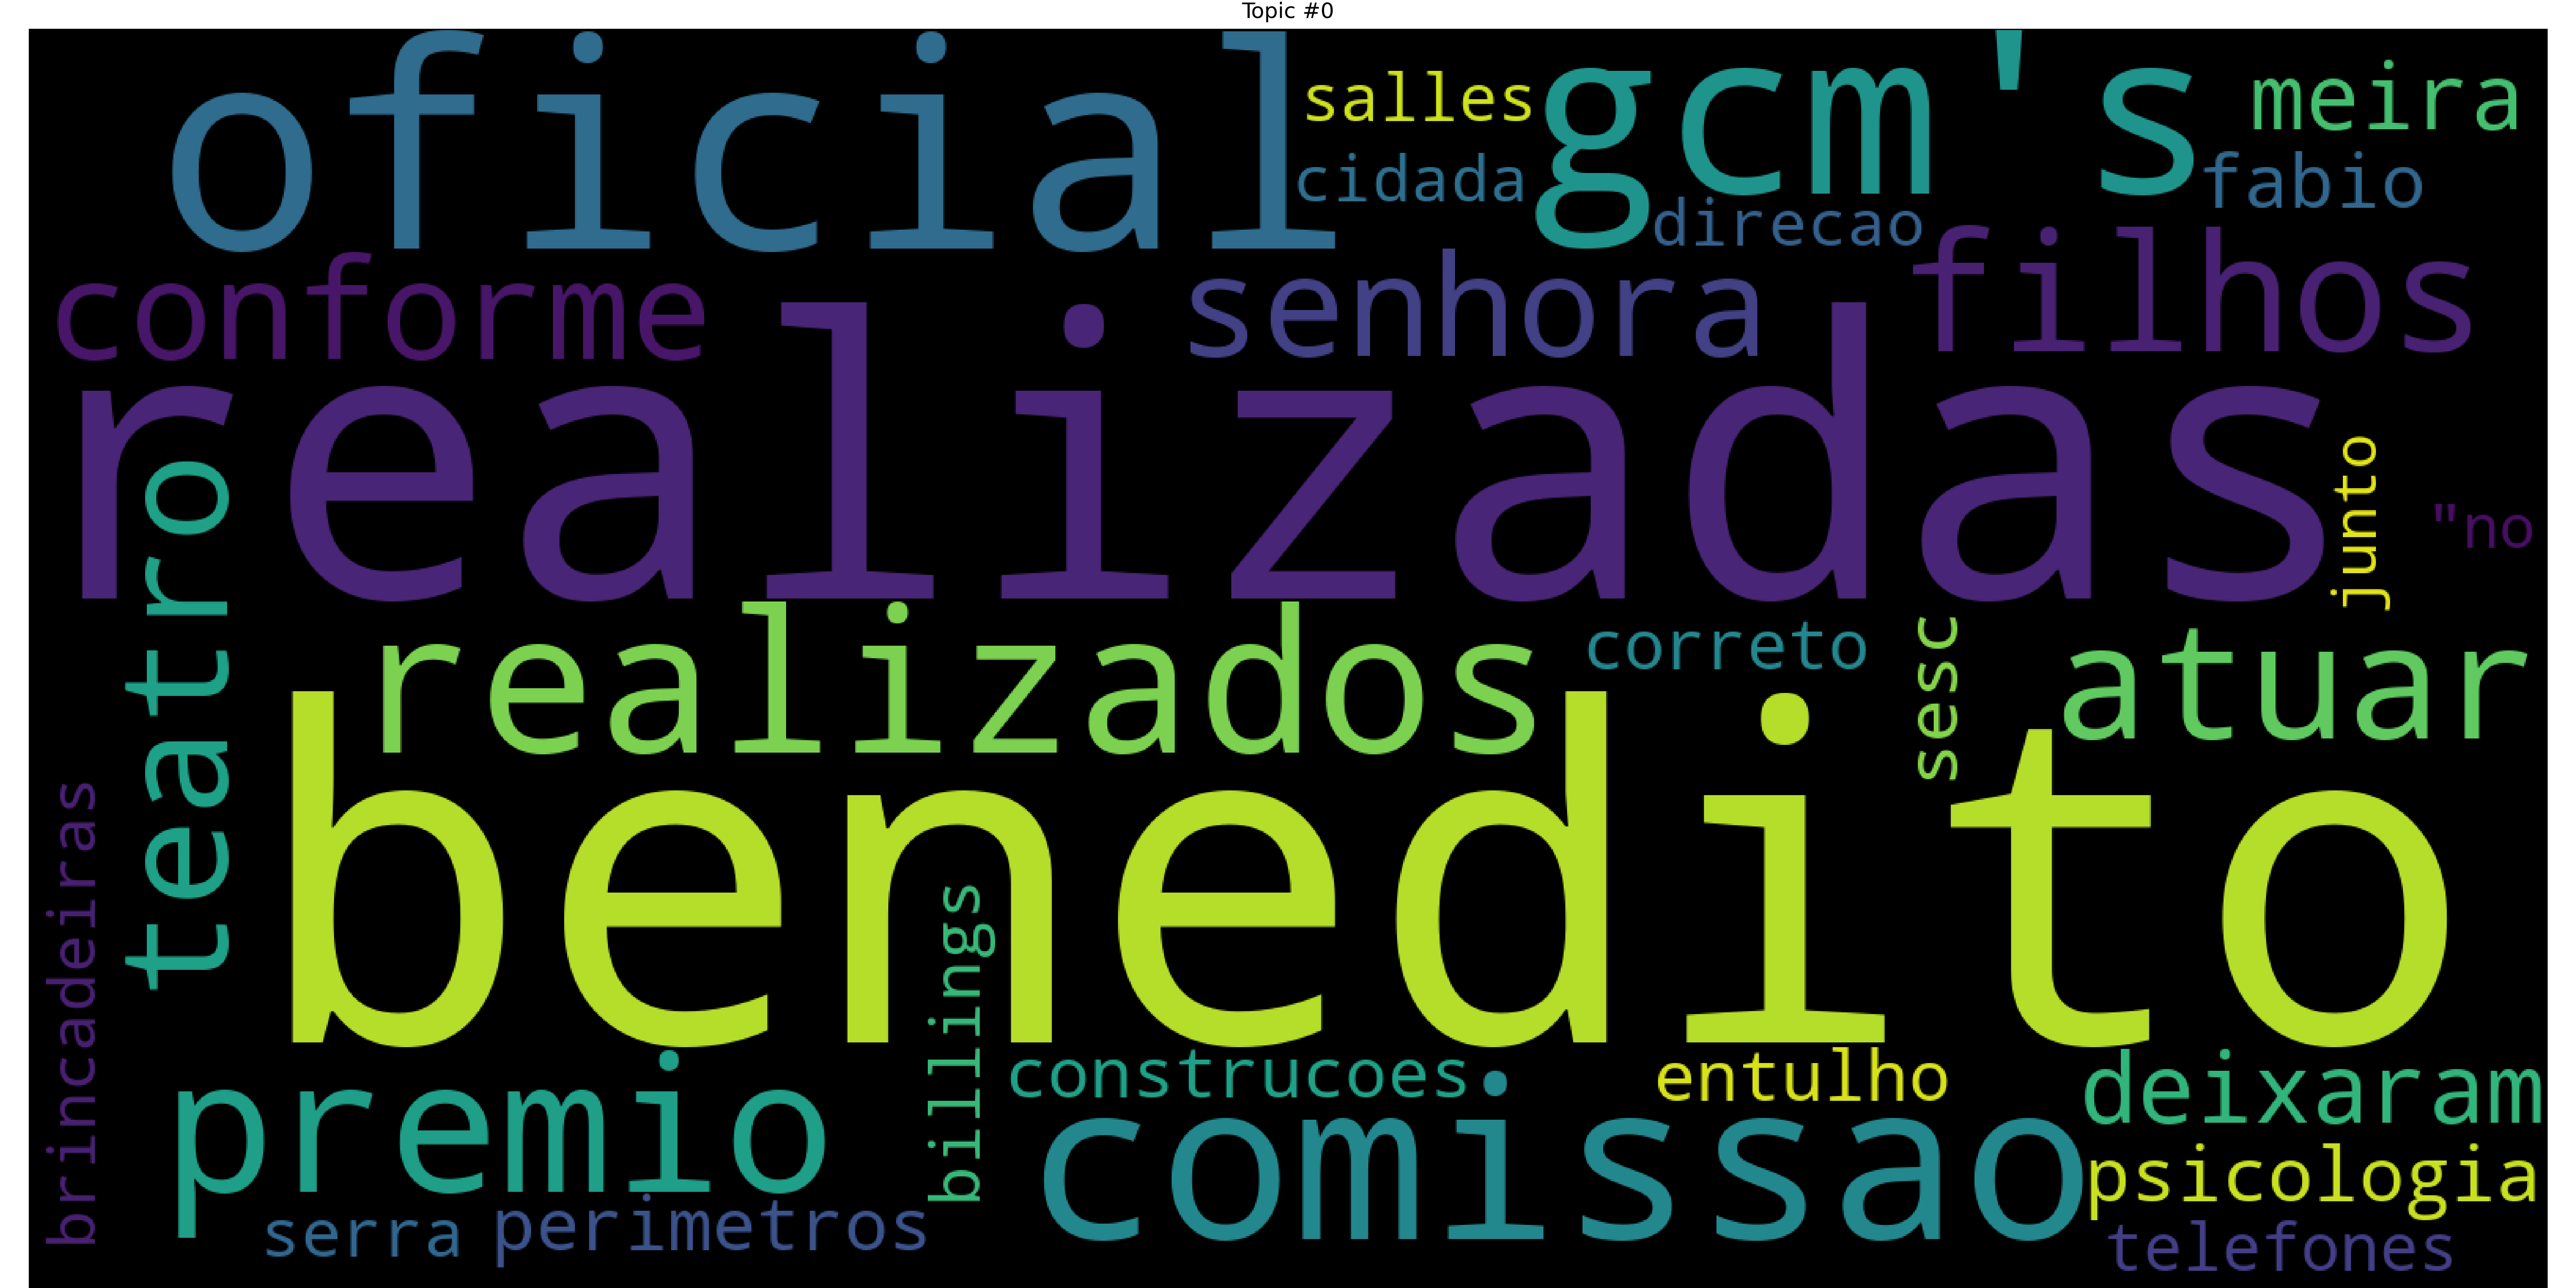 Topic #0
oficial
salles
gcm's
meira
cidada
fabio
direcao
conforme
senhora
filhos
realizadas
junto
"no
teatro
realizados
correto
sesc
atuar
benedito
brincadeiras
billings
premio
construcoes
entulho
deixaram
comissao
psicologia
serra
perimetros
telefones